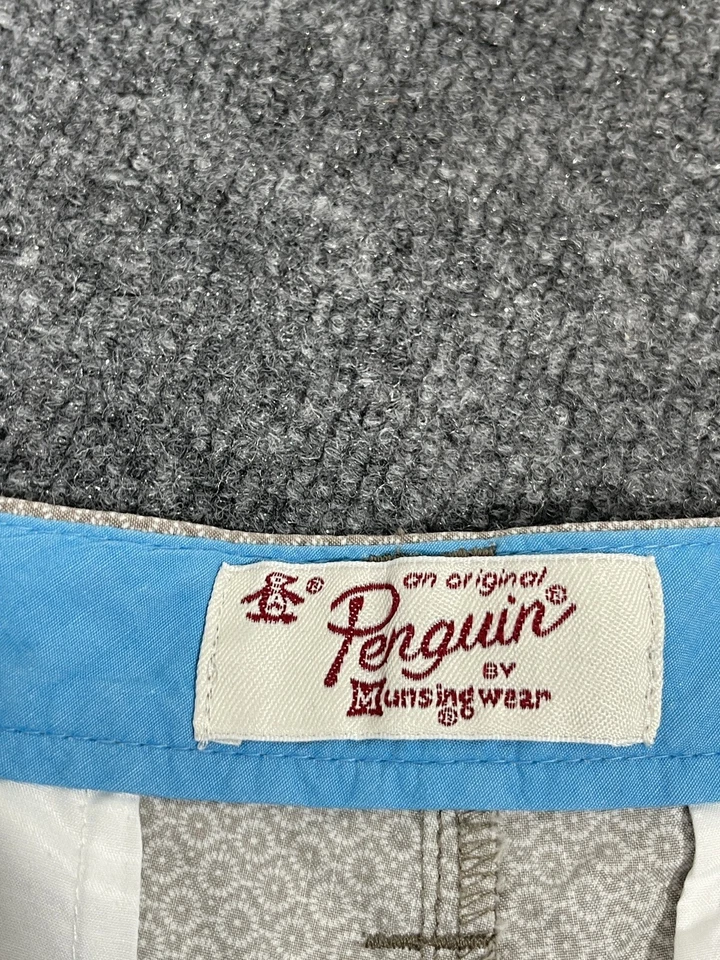 an original
Penguin®
BY
Munsingwear
®